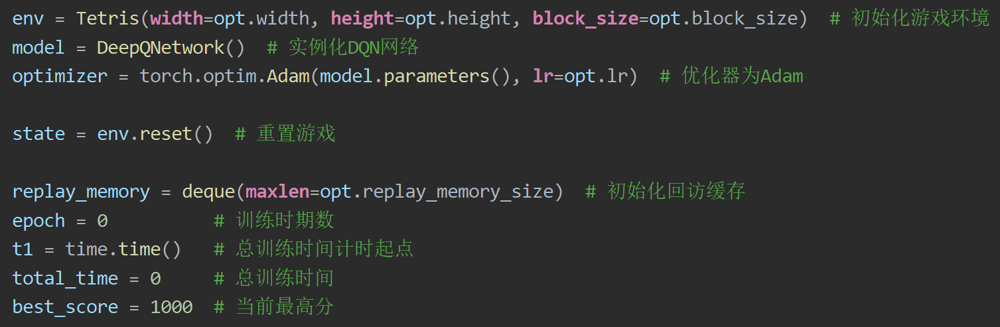 env = Tetris(width=opt.width, height=opt.height, block_size=opt.block_size)  # 初始化游戏环境
model = DeepQNetwork()  # 实例化DQN网络
optimizer = torch.optim.Adam(model.parameters(), lr=opt.lr)  # 优化器为Adam
state = env.reset()  # 重置游戏
replay_memory = deque(maxlen=opt.replay_memory_size)  # 初始化回访缓存
epoch = 0          # 训练时期数
t1 = time.time()   # 总训练时间计时起点
total_time = 0     # 总训练时间
best_score = 1000  # 当前最高分